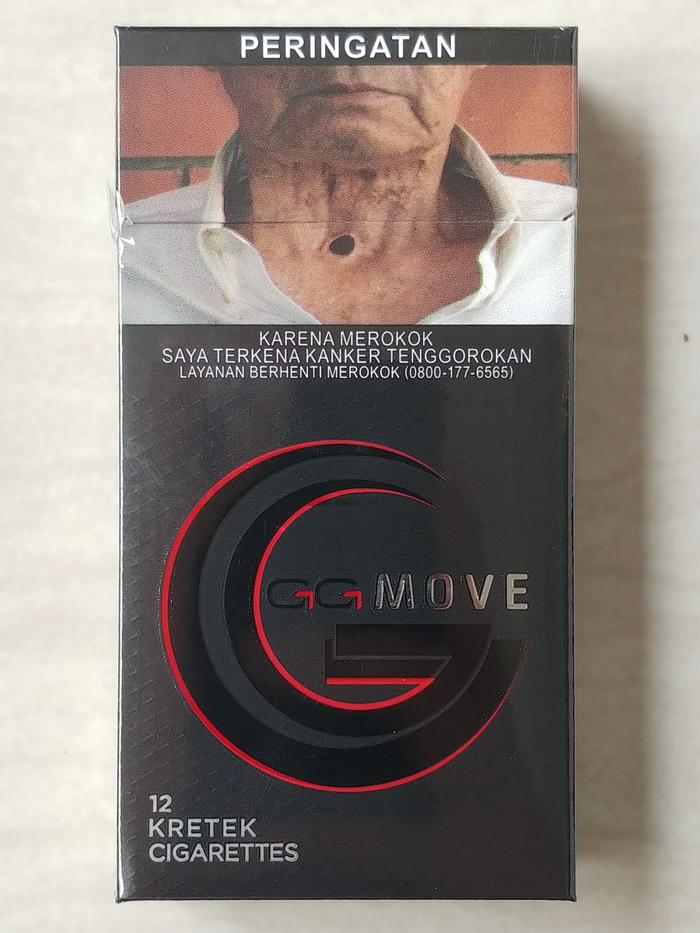 PERINGATAN
KARENA MEROKOK
SAYA TERKENA KANKER TENGGOROKAN
LAYANAN BERHENTI MEROKOK (0800-177-6565)
GG MOVE
12
KRETEK
CIGARETTES